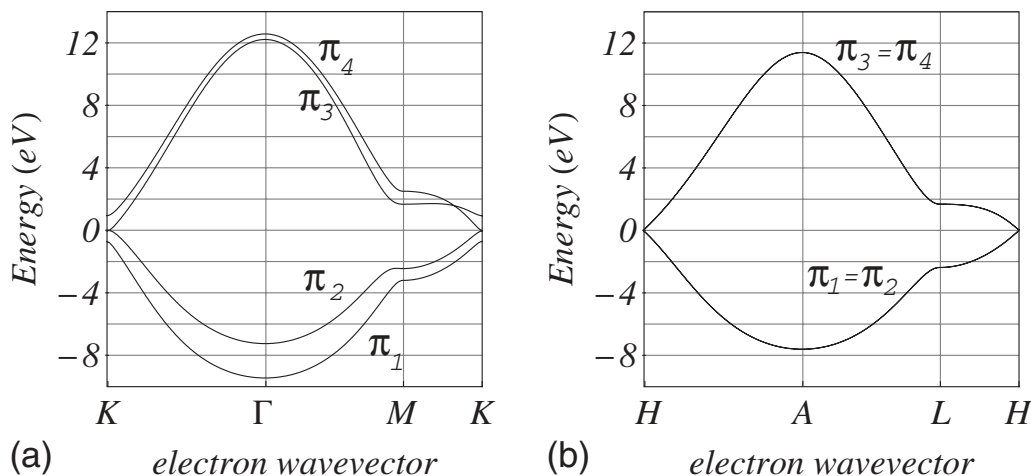 12
8
4
0
−4
−8
Energy (eV)
π4
π3
π2
π1
K Γ M K
(a) electron wavevector
12
8
4
0
−4
−8
Energy (eV)
π3 = π4
π1 = π2
H A L H
(b) electron wavevector